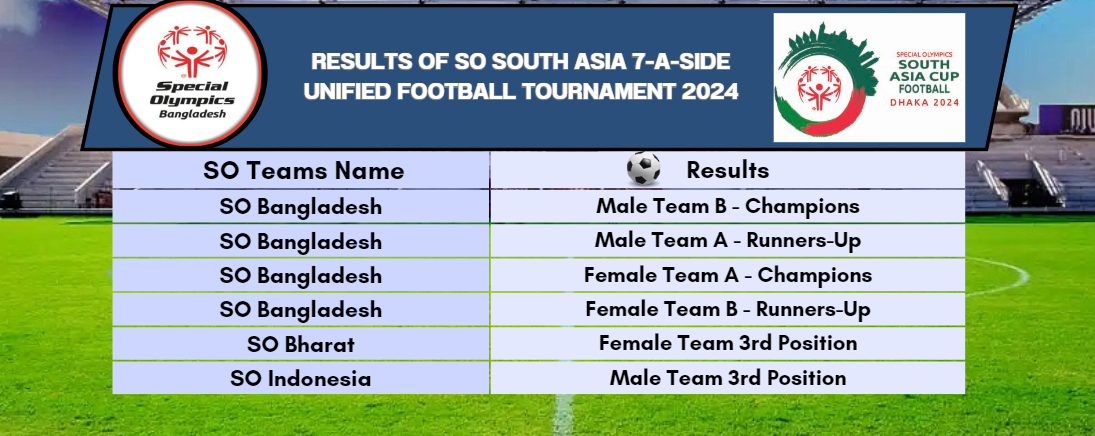 Special
Olympics
Bangladesh
RESULTS OF SO SOUTH ASIA 7-A-SIDE
UNIFIED FOOTBALL TOURNAMENT 2024
SPECIAL OLYMPICS
SOUTH
ASIA CUP
FOOTBALL
DHAKA 2024
SO Teams Name Results
SO Bangladesh Male Team B - Champions
SO Bangladesh Male Team A - Runners-Up
SO Bangladesh Female Team A - Champions
SO Bangladesh Female Team B - Runners-Up
SO Bharat Female Team 3rd Position
SO Indonesia Male Team 3rd Position